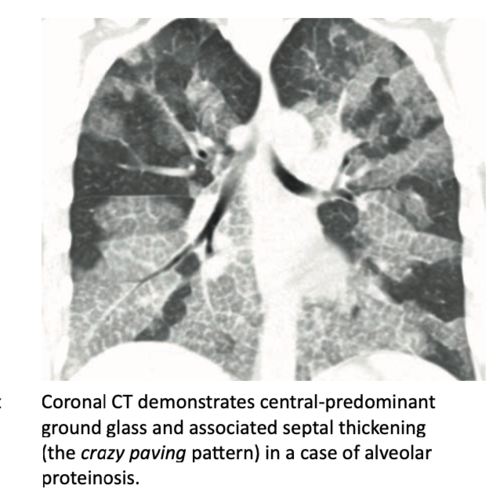 Coronal CT demonstrates central-predominant
ground glass and associated septal thickening
(the crazy paving pattern) in a case of alveolar
proteinosis.